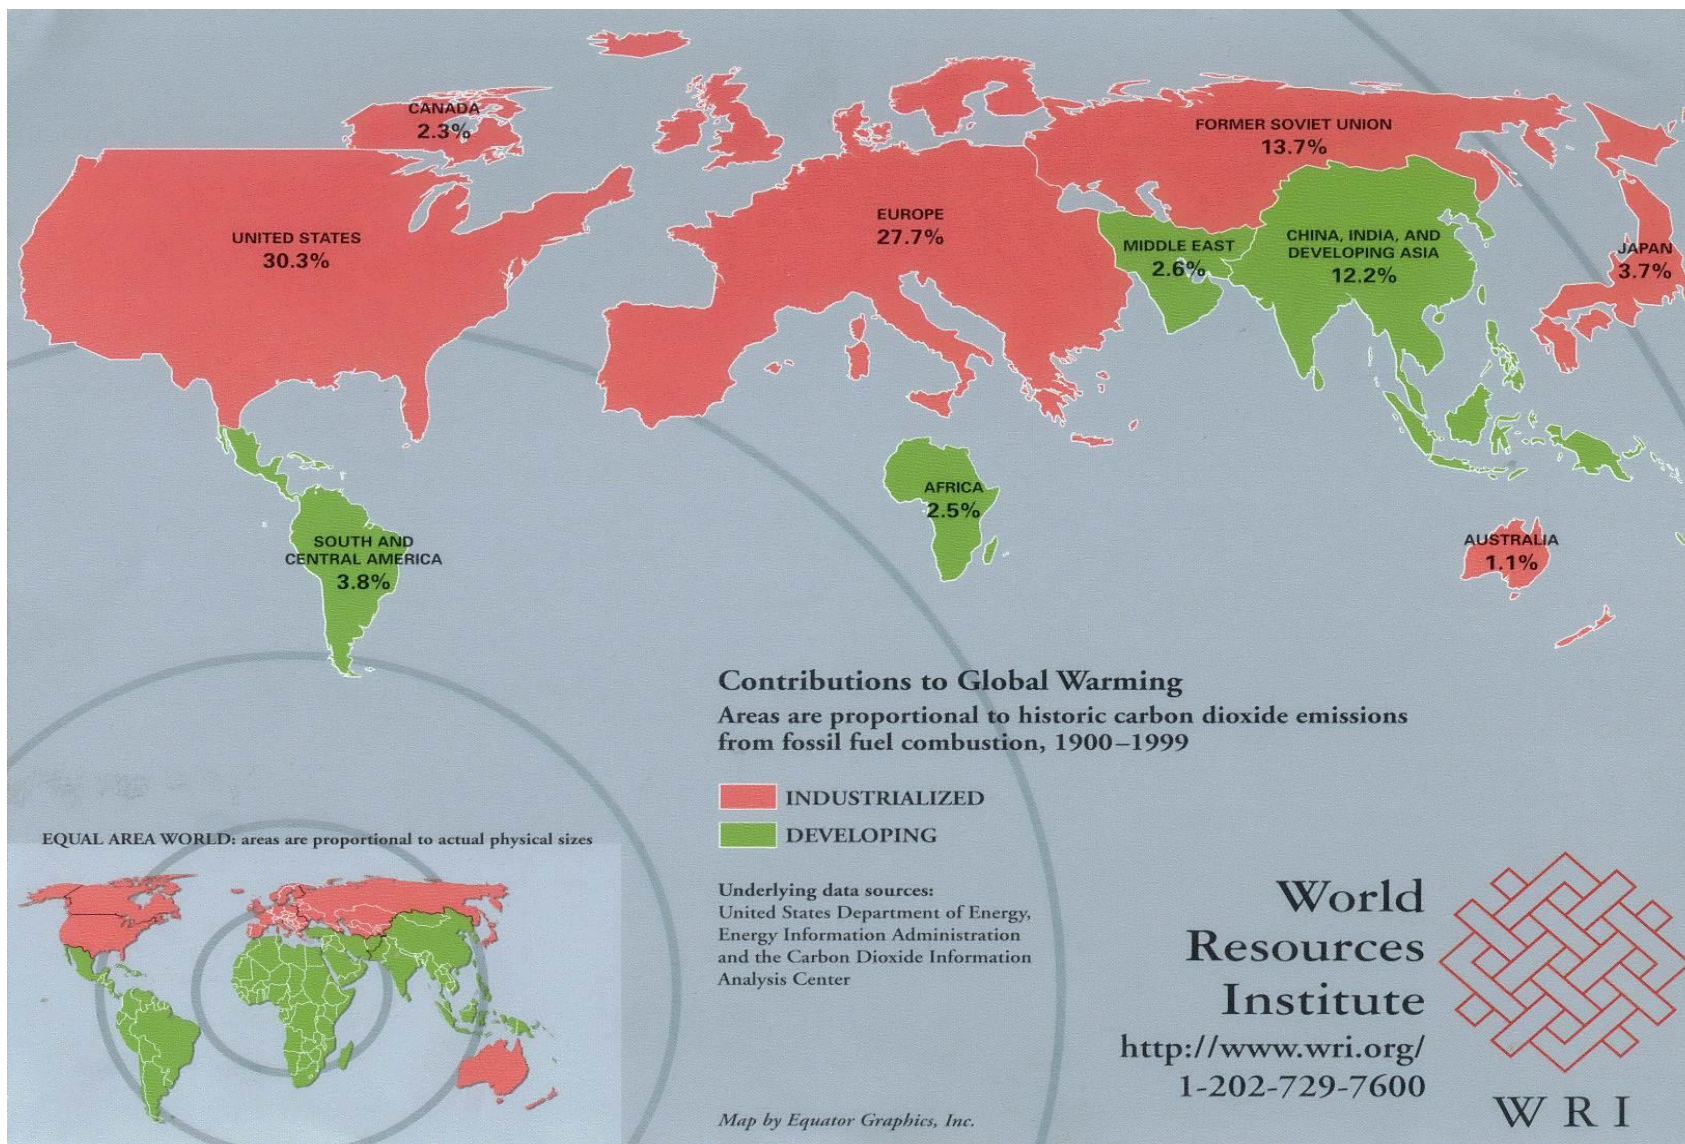 CANADA
2.3%
FORMER SOVIET UNION
13.7%
UNITED STATES
30.3%
EUROPE
27.7%
MIDDLE EAST
2.6%
CHINA, INDIA, AND
DEVELOPING ASIA
12.2%
JAPAN
3.7%
AFRICA
2.5%
SOUTH AND
CENTRAL AMERICA
3.8%
AUSTRALIA
1.1%
Contributions to Global Warming
Areas are proportional to historic carbon dioxide emissions
from fossil fuel combustion, 1900–1999
INDUSTRIALIZED
DEVELOPING
EQUAL AREA WORLD: areas are proportional to actual physical sizes
Underlying data sources:
United States Department of Energy,
Energy Information Administration
and the Carbon Dioxide Information
Analysis Center
Map by Equator Graphics, Inc.
World
Resources
Institute
http://www.wri.org/
1-202-729-7600
WRI